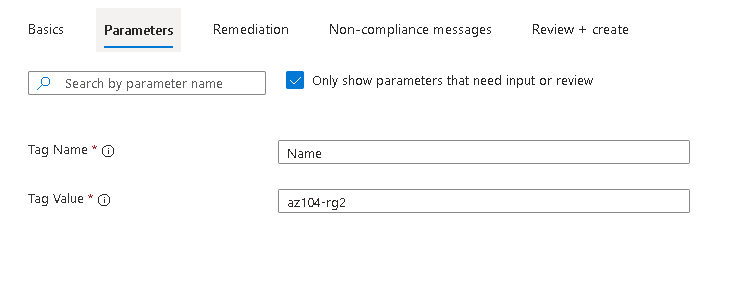 Basics Parameters Remediation Non-compliance messages Review + create
Search by parameter name Only show parameters that need input or review
Tag Name * Name
Tag Value * az104-rg2